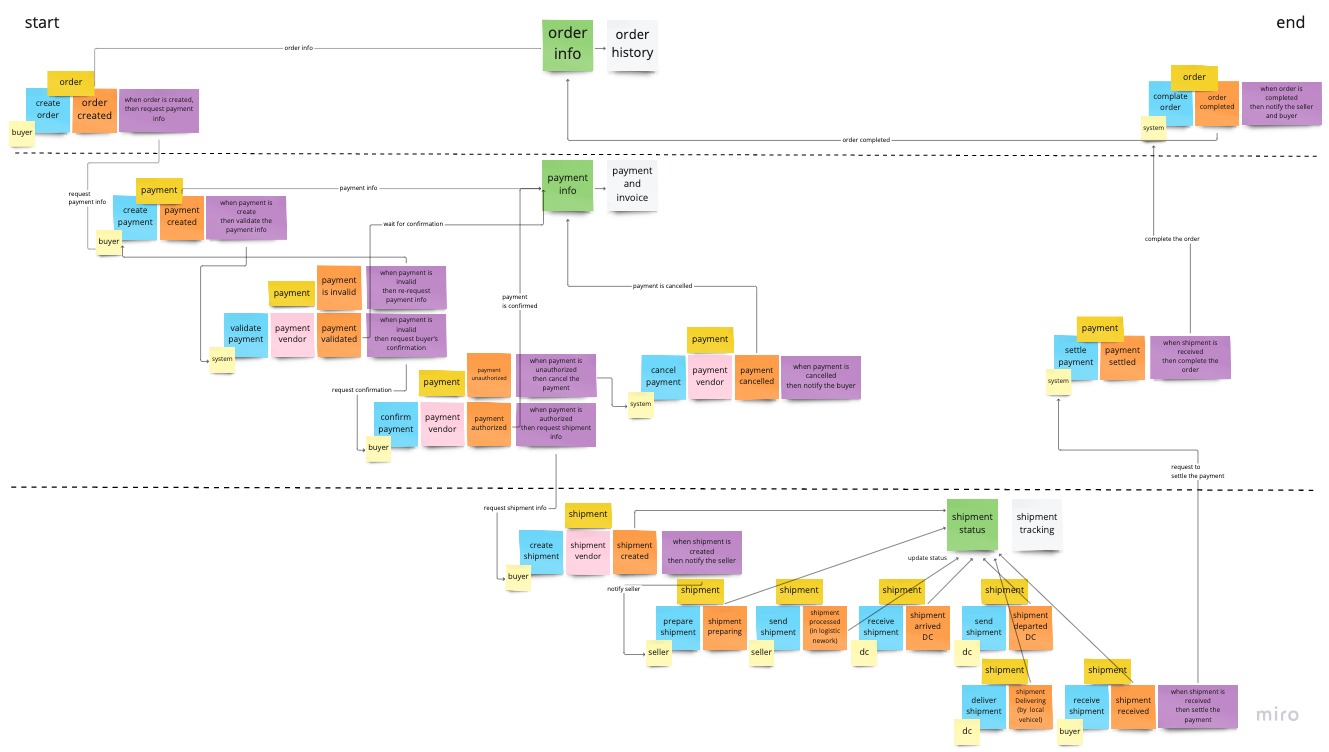 start
end
order
info
order
history
order info
order
create
order
order
created
when order is created,
then request payment
info
buyer
order
complate
order
order
completed
when order is
completed
then notify the seller
and buyer
system
order completed
request
payment info
payment
create
payment
payment
created
when payment is
create
then validate the
payment info
buyer
payment info
payment
info
payment
and
invoice
wait for confirmation
complete the order
payment
payment
is invalid
when payment is
invalid
then re-request
payment info
validate
payment
payment
vendor
payment
validated
when payment is
invalid
then request buyer's
confirmation
system
payment
is confirmed
payment is cancelled
request confirmation
payment
payment
unauthorized
when payment is
unauthorized
then cancel the
payment
confirm
payment
payment
vendor
payment
authorized
when payment is
authorized
then request shipment
info
buyer
payment
cancel
payment
payment
vendor
payment
cancelled
when payment is
cancelled
then notify the buyer
system
payment
settle
payment
payment
settled
when shipment is
received
then complete the
order
system
request to
settle the payment
request shipment info
shipment
create
shipment
shipment
vendor
shipment
created
when shipment is
created
then notify the seller
buyer
shipment
status
shipment
tracking
update status
notify seller
shipment
prepare
shipment
shipment
preparing
seller
shipment
send
shipment
shipment
processed
(in logistic
nework)
seller
shipment
receive
shipment
shipment
arrived
DC
dc
shipment
send
shipment
shipment
departed
DC
dc
shipment
deliver
shipment
shipment
Delivering
(by local
vehicel)
dc
shipment
receive
shipment
shipment
received
when shipment is
received
then settle the
payment
buyer
miro